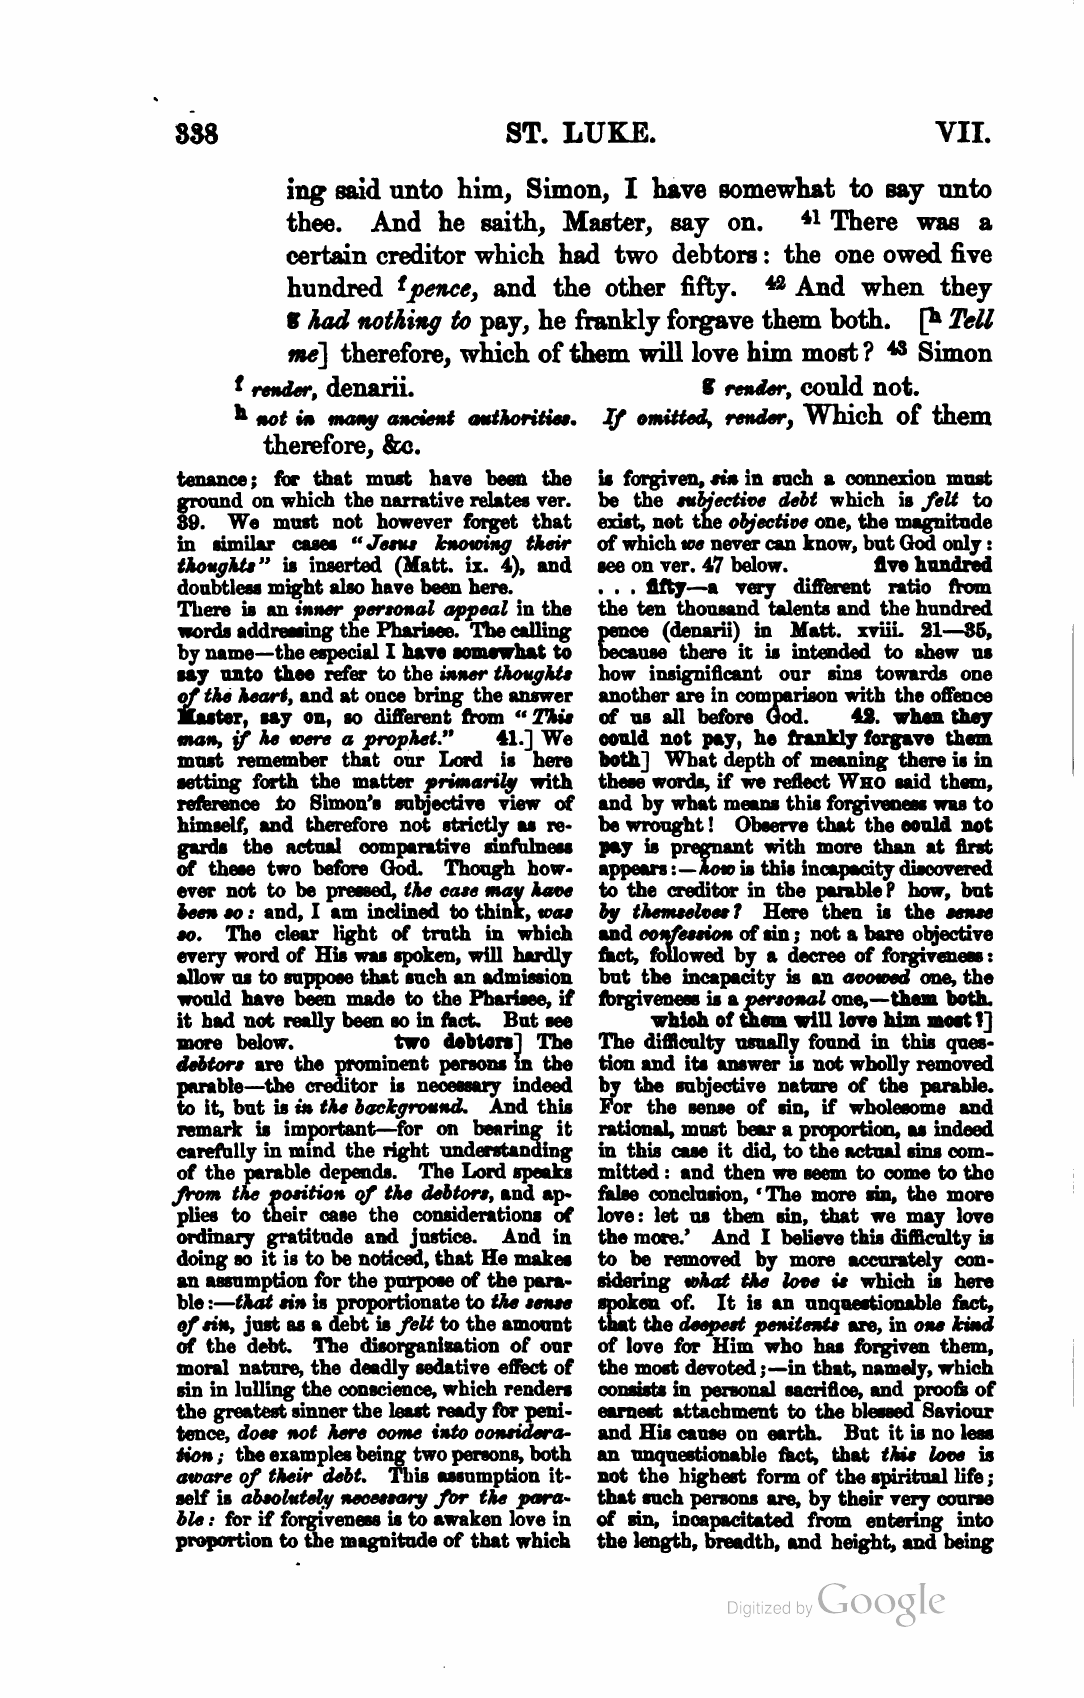 338 ST. LUKE. VII.
ing said unto him, Simon, I have somewhat to say unto
thee. And he saith, Master, say on. 41 There was a
certain creditor which had two debtors: the one owed five
hundred f pence, and the other fifty. 42 And when they
g had nothing to pay, he frankly forgave them both. [h Tell
me] therefore, which of them will love him most? 43 Simon
f render, denarii. g render, could not.
h not in many ancient authorities. If omitted, render, Which of them
therefore, &c.
tenance; for that must have been the
ground on which the narrative relates ver.
39. We must not however forget that
in similar cases "Jesus knowing their
thoughts" is inserted (Matt. ix. 4), and
doubtless might also have been here.
There is an inner personal appeal in the
words addressing the Pharisee. The calling
by name—the especial I have somewhat to
say unto thee refer to the inner thoughts
of the heart, and at once bring the answer
Master, say on, so different from "This
man, if he were a prophet." 41.] We
must remember that our Lord is here
setting forth the matter primarily with
reference to Simon's subjective view of
himself, and therefore not strictly as re-
gards the actual comparative sinfulness
of these two before God. Though how-
ever not to be pressed, the case may have
been so: and, I am inclined to think, was
so. The clear light of truth in which
every word of His was spoken, will hardly
allow us to suppose that such an admission
would have been made to the Pharisee, if
it had not really been so in fact. But see
more below. two debtors] The
debtors are the prominent persons in the
parable—the creditor is necessary indeed
to it, but is in the background. And this
remark is important—for on bearing it
carefully in mind the right understanding
of the parable depends. The Lord speaks
from the position of the debtors, and ap-
plies to their case the considerations of
ordinary gratitude and justice. And in
doing so it is to be noticed, that He makes
an assumption for the purpose of the para-
ble:—that sin is proportionate to the sense
of sin, just as a debt is felt to the amount
of the debt. The disorganization of our
moral nature, the deadly sedative effect of
sin in lulling the conscience, which renders
the greatest sinner the least ready for peni-
tence, does not here come into considera-
tion; the examples being two persons, both
aware of their debt. This assumption it-
self is absolutely necessary for the para-
ble: for if forgiveness is to awaken love in
proportion to the magnitude of that which
is forgiven, sin in such a connexion must
be the subjective debt which is felt to
exist, not the objective one, the magnitude
of which we never can know, but God only:
see on ver. 47 below. five hundred
. . . fifty—a very different ratio from
the ten thousand talents and the hundred
pence (denarii) in Matt. xviii. 21—35,
because there it is intended to shew us
how insignificant our sins towards one
another are in comparison with the offence
of us all before God. 42. when they
could not pay, he frankly forgave them
both] What depth of meaning there is in
these words, if we reflect WHO said them,
and by what means this forgiveness was to
be wrought! Observe that the could not
pay is pregnant with more than at first
appears:—how is this incapacity discovered
to the creditor in the parable? how, but
by themselves? Here then is the sense
and confession of sin; not a bare objective
fact, followed by a decree of forgiveness:
but the incapacity is an avowed one, the
forgiveness is a personal one,—them both.
which of them will love him most?]
The difficulty usually found in this ques-
tion and its answer is not wholly removed
by the subjective nature of the parable.
For the sense of sin, if wholesome and
rational, must bear a proportion, as indeed
in this case it did, to the actual sins com-
mitted: and then we seem to come to the
false conclusion, 'The more sin, the more
love: let us then sin, that we may love
the more.' And I believe this difficulty is
to be removed by more accurately con-
sidering what the love is which is here
spoken of. It is an unquestionable fact,
that the deepest penitents are, in one kind
of love for Him who has forgiven them,
the most devoted;—in that, namely, which
consists in personal sacrifice, and proofs of
earnest attachment to the blessed Saviour
and His cause on earth. But it is no less
an unquestionable fact, that this love is
not the highest form of the spiritual life;
that such persons are, by their very course
of sin, incapacitated from entering into
the length, breadth, and height, and being
Digitized by Google